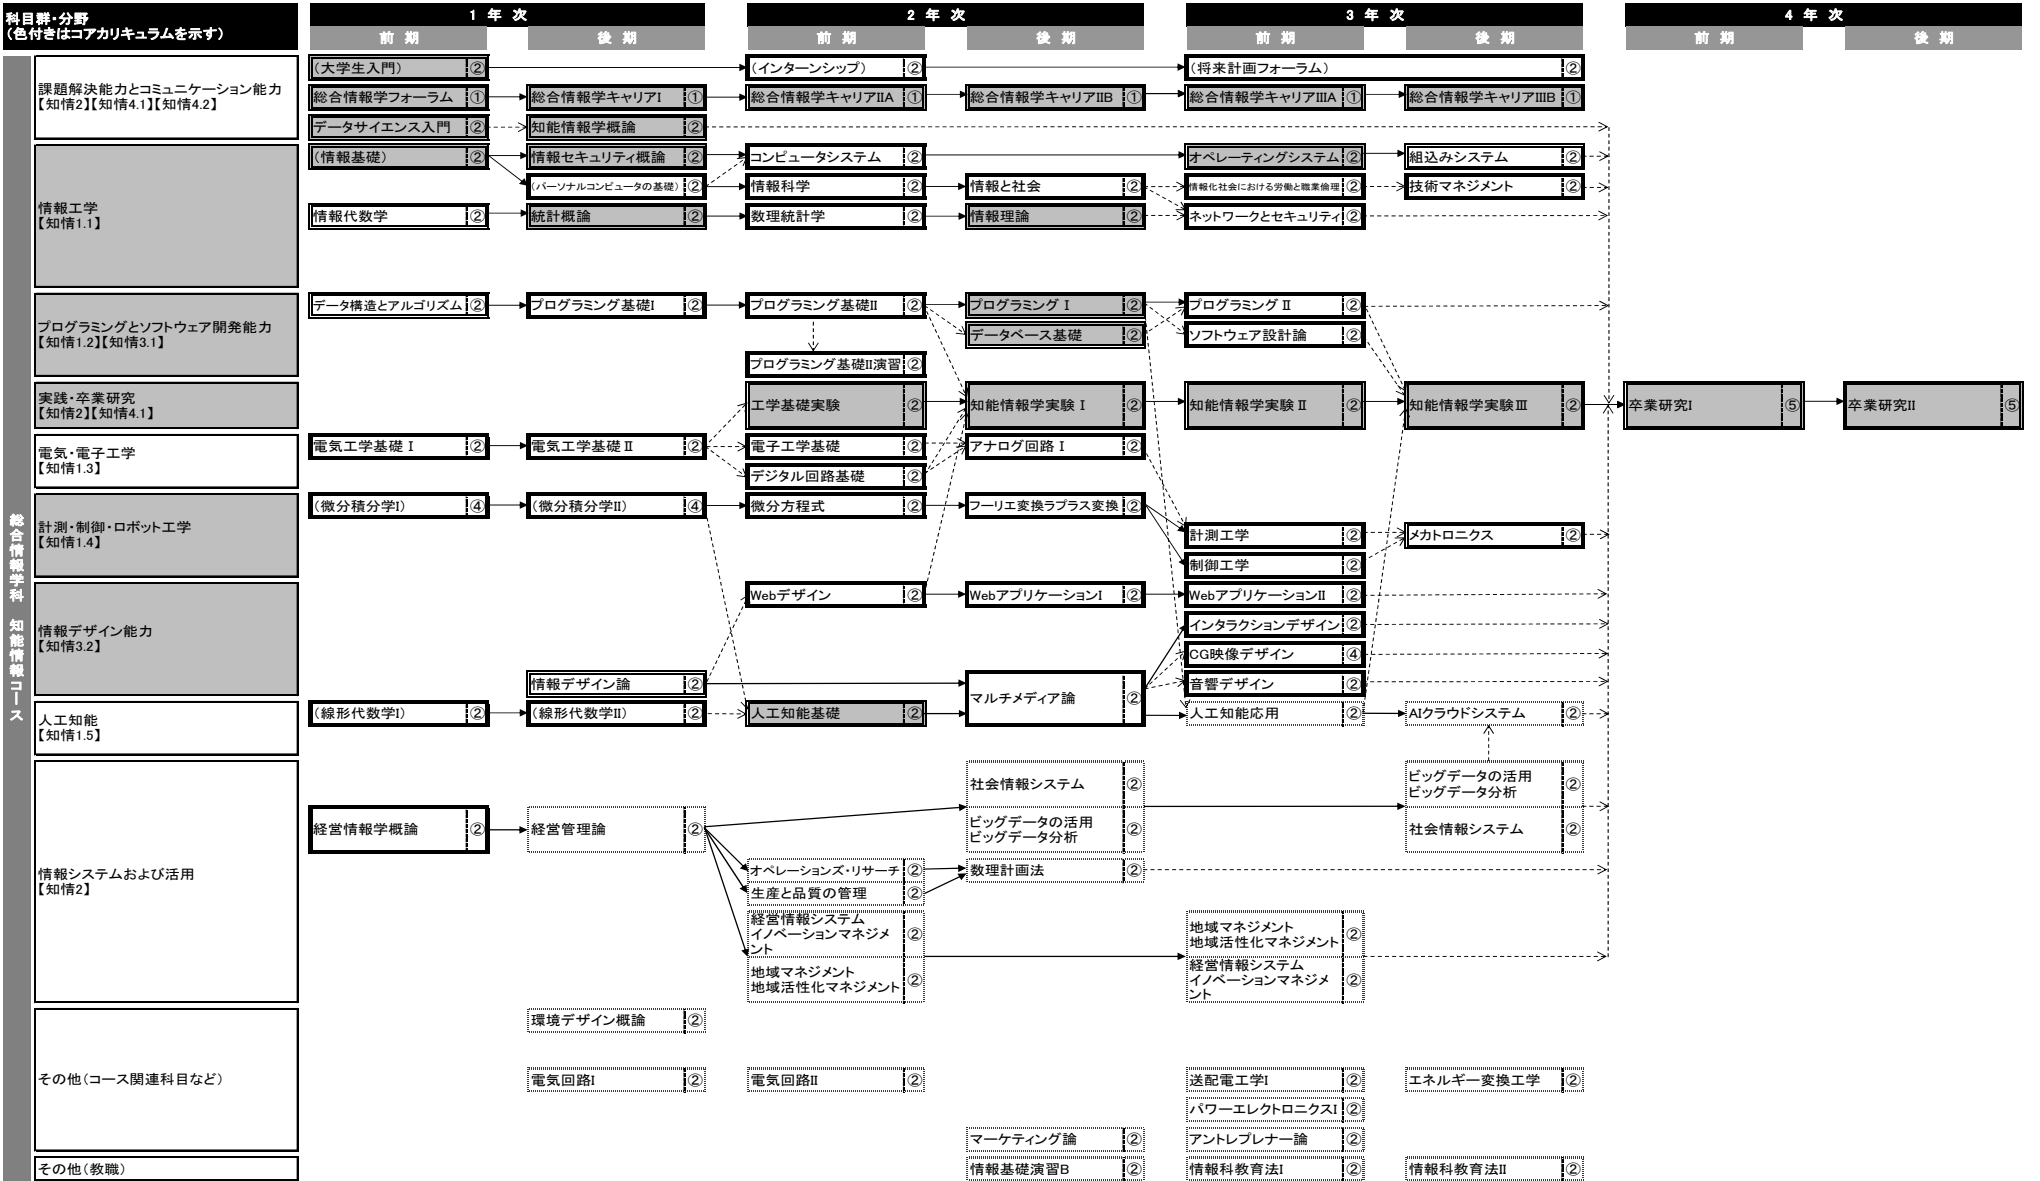 科目群・分野
(色付きはコアカリキュラムを示す)
1 年 次
2 年 次
3 年 次
4 年 次
前 期
後 期
前 期
後 期
前 期
後 期
前 期
後 期
総合情報学科 知能情報コース
課題解決能力とコミュニケーション能力
【知情2】【知情4.1】【知情4.2】
(大学生入門) ②
(インターンシップ) ②
(将来計画フォーラム) ②
総合情報学フォーラム ①
総合情報学キャリアI ①
総合情報学キャリアIIA ①
総合情報学キャリアIIB ①
総合情報学キャリアIIIA ①
総合情報学キャリアIIIB ①
データサイエンス入門 ②
知能情報学概論 ②
情報工学
【知情1.1】
(情報基礎) ②
情報セキュリティ概論 ②
コンピュータシステム ②
オペレーティングシステム ②
組込みシステム ②
(パーソナルコンピュータの基礎) ②
情報科学 ②
情報と社会 ②
情報化社会における労働と職業倫理 ②
技術マネジメント ②
情報代数学 ②
統計概論 ②
数理統計学 ②
情報理論 ②
ネットワークとセキュリティ ②
プログラミングとソフトウェア開発能力
【知情1.2】【知情3.1】
データ構造とアルゴリズム ②
プログラミング基礎I ②
プログラミング基礎II ②
プログラミング I ②
プログラミング II ②
データベース基礎 ②
ソフトウェア設計論 ②
プログラミング基礎II演習 ②
実践・卒業研究
【知情2】【知情4.1】
工学基礎実験 ②
知能情報学実験 I ②
知能情報学実験 II ②
知能情報学実験III ②
卒業研究I ⑤
卒業研究II ⑤
電気・電子工学
【知情1.3】
電気工学基礎 I ②
電気工学基礎 II ②
電子工学基礎 ②
アナログ回路 I ②
デジタル回路基礎 ②
計測・制御・ロボット工学
【知情1.4】
(微分積分学I) ④
(微分積分学II) ④
微分方程式 ②
フーリエ変換ラプラス変換 ②
計測工学 ②
メカトロニクス ②
制御工学 ②
情報デザイン能力
【知情3.2】
Webデザイン ②
WebアプリケーションI ②
WebアプリケーションII ②
インタラクションデザイン ②
CG映像デザイン ④
情報デザイン論 ②
マルチメディア論 ②
音響デザイン ②
人工知能
【知情1.5】
(線形代数学I) ②
(線形代数学II) ②
人工知能基礎 ②
人工知能応用 ②
AIクラウドシステム ②
情報システムおよび活用
【知情2】
経営情報学概論 ②
経営管理論 ②
社会情報システム ②
ビッグデータの活用
ビッグデータ分析 ②
ビッグデータの活用
ビッグデータ分析 ②
社会情報システム ②
オペレーションズ・リサーチ ②
数理計画法 ②
生産と品質の管理 ②
経営情報システム
イノベーションマネジメ
ント ②
地域マネジメント
地域活性化マネジメント ②
地域マネジメント
地域活性化マネジメント ②
経営情報システム
イノベーションマネジメ
ント ②
その他(コース関連科目など)
環境デザイン概論 ②
電気回路I ②
電気回路II ②
送配電工学I ②
エネルギー変換工学 ②
パワーエレクトロニクスI ②
マーケティング論 ②
アントレプレナー論 ②
その他(教職)
情報基礎演習B ②
情報科教育法I ②
情報科教育法II ②